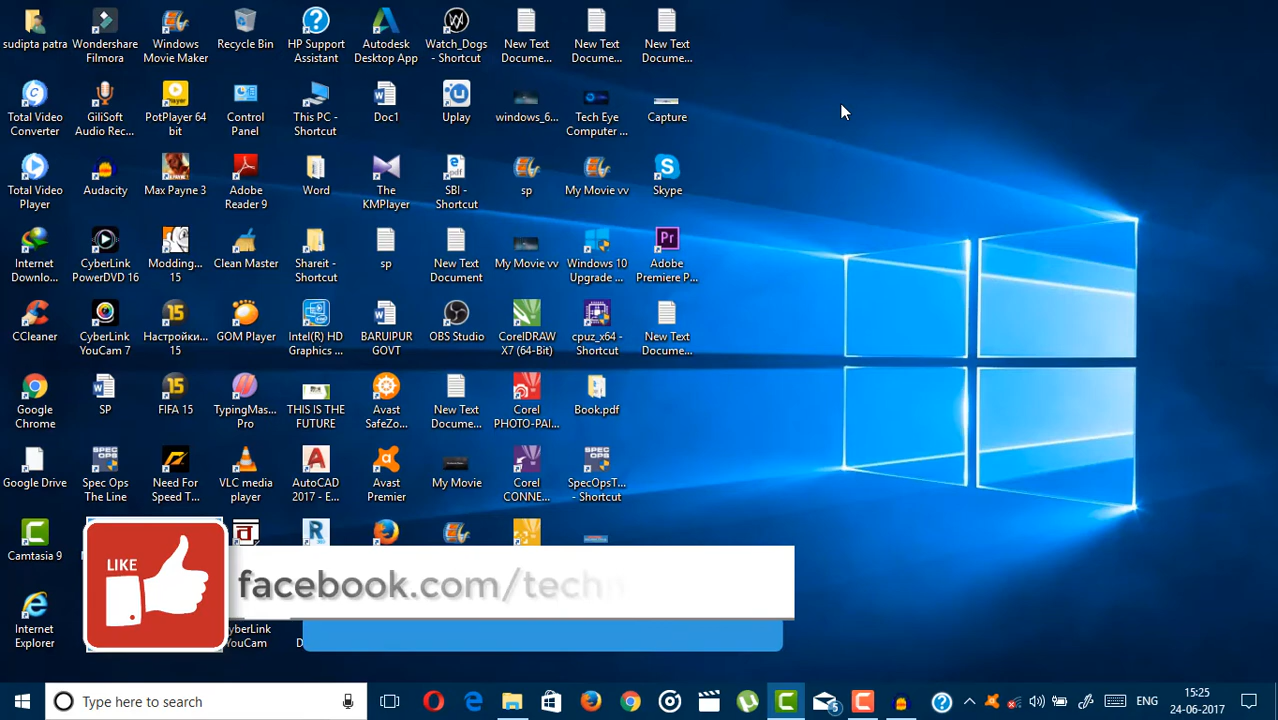 sudipta patra
Wondershare Filmora
Windows Movie Maker
Recycle Bin
HP Support Assistant
Autodesk Desktop App
Watch_Dogs - Shortcut
New Text Docume...
New Text Docume...
New Text Docume...
Total Video Converter
GiliSoft Audio Rec...
PotPlayer 64 bit
Control Panel
This PC - Shortcut
Doc1
Uplay
windows_6...
Tech Eye Computer ...
Capture
Total Video Player
Audacity
Max Payne 3
Adobe Reader 9
Word
The KMPlayer
SBI - Shortcut
sp
My Movie vv
Skype
Internet Downlo...
CyberLink PowerDVD 16
Modding... 15
Clean Master
Shareit - Shortcut
sp
New Text Document
My Movie vv
Windows 10 Upgrade ...
Adobe Premiere P...
CCleaner
CyberLink YouCam 7
Настройки... 15
GOM Player
Intel(R) HD Graphics ...
BARUIPUR GOVT
OBS Studio
CorelDRAW X7 (64-Bit)
cpuz_x64 - Shortcut
New Text Docume...
Google Chrome
SP
FIFA 15
TypingMas... Pro
THIS IS THE FUTURE
Avast SafeZo...
New Text Docume...
Corel PHOTO-PAI...
Book.pdf
Google Drive
Spec Ops The Line
Need For Speed T...
VLC media player
AutoCAD 2017 - E...
Avast Premier
My Movie
Corel CONNE...
SpecOpsT... - Shortcut
Camtasia 9
LIKE
facebook.com/techn
Internet Explorer
CyberLink YouCam
Type here to search
5
ENG
15:25
24-06-2017